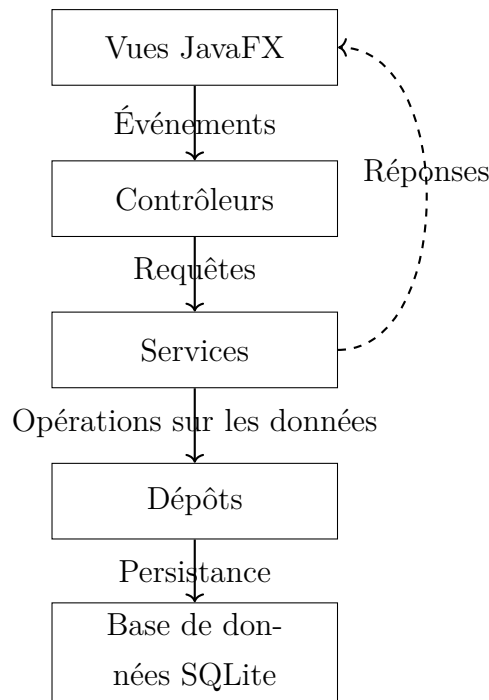 Vues JavaFX
Événements
Réponses
Contrôleurs
Requêtes
Services
Opérations sur les données
Dépôts
Persistance
Base de don-
nées SQLite